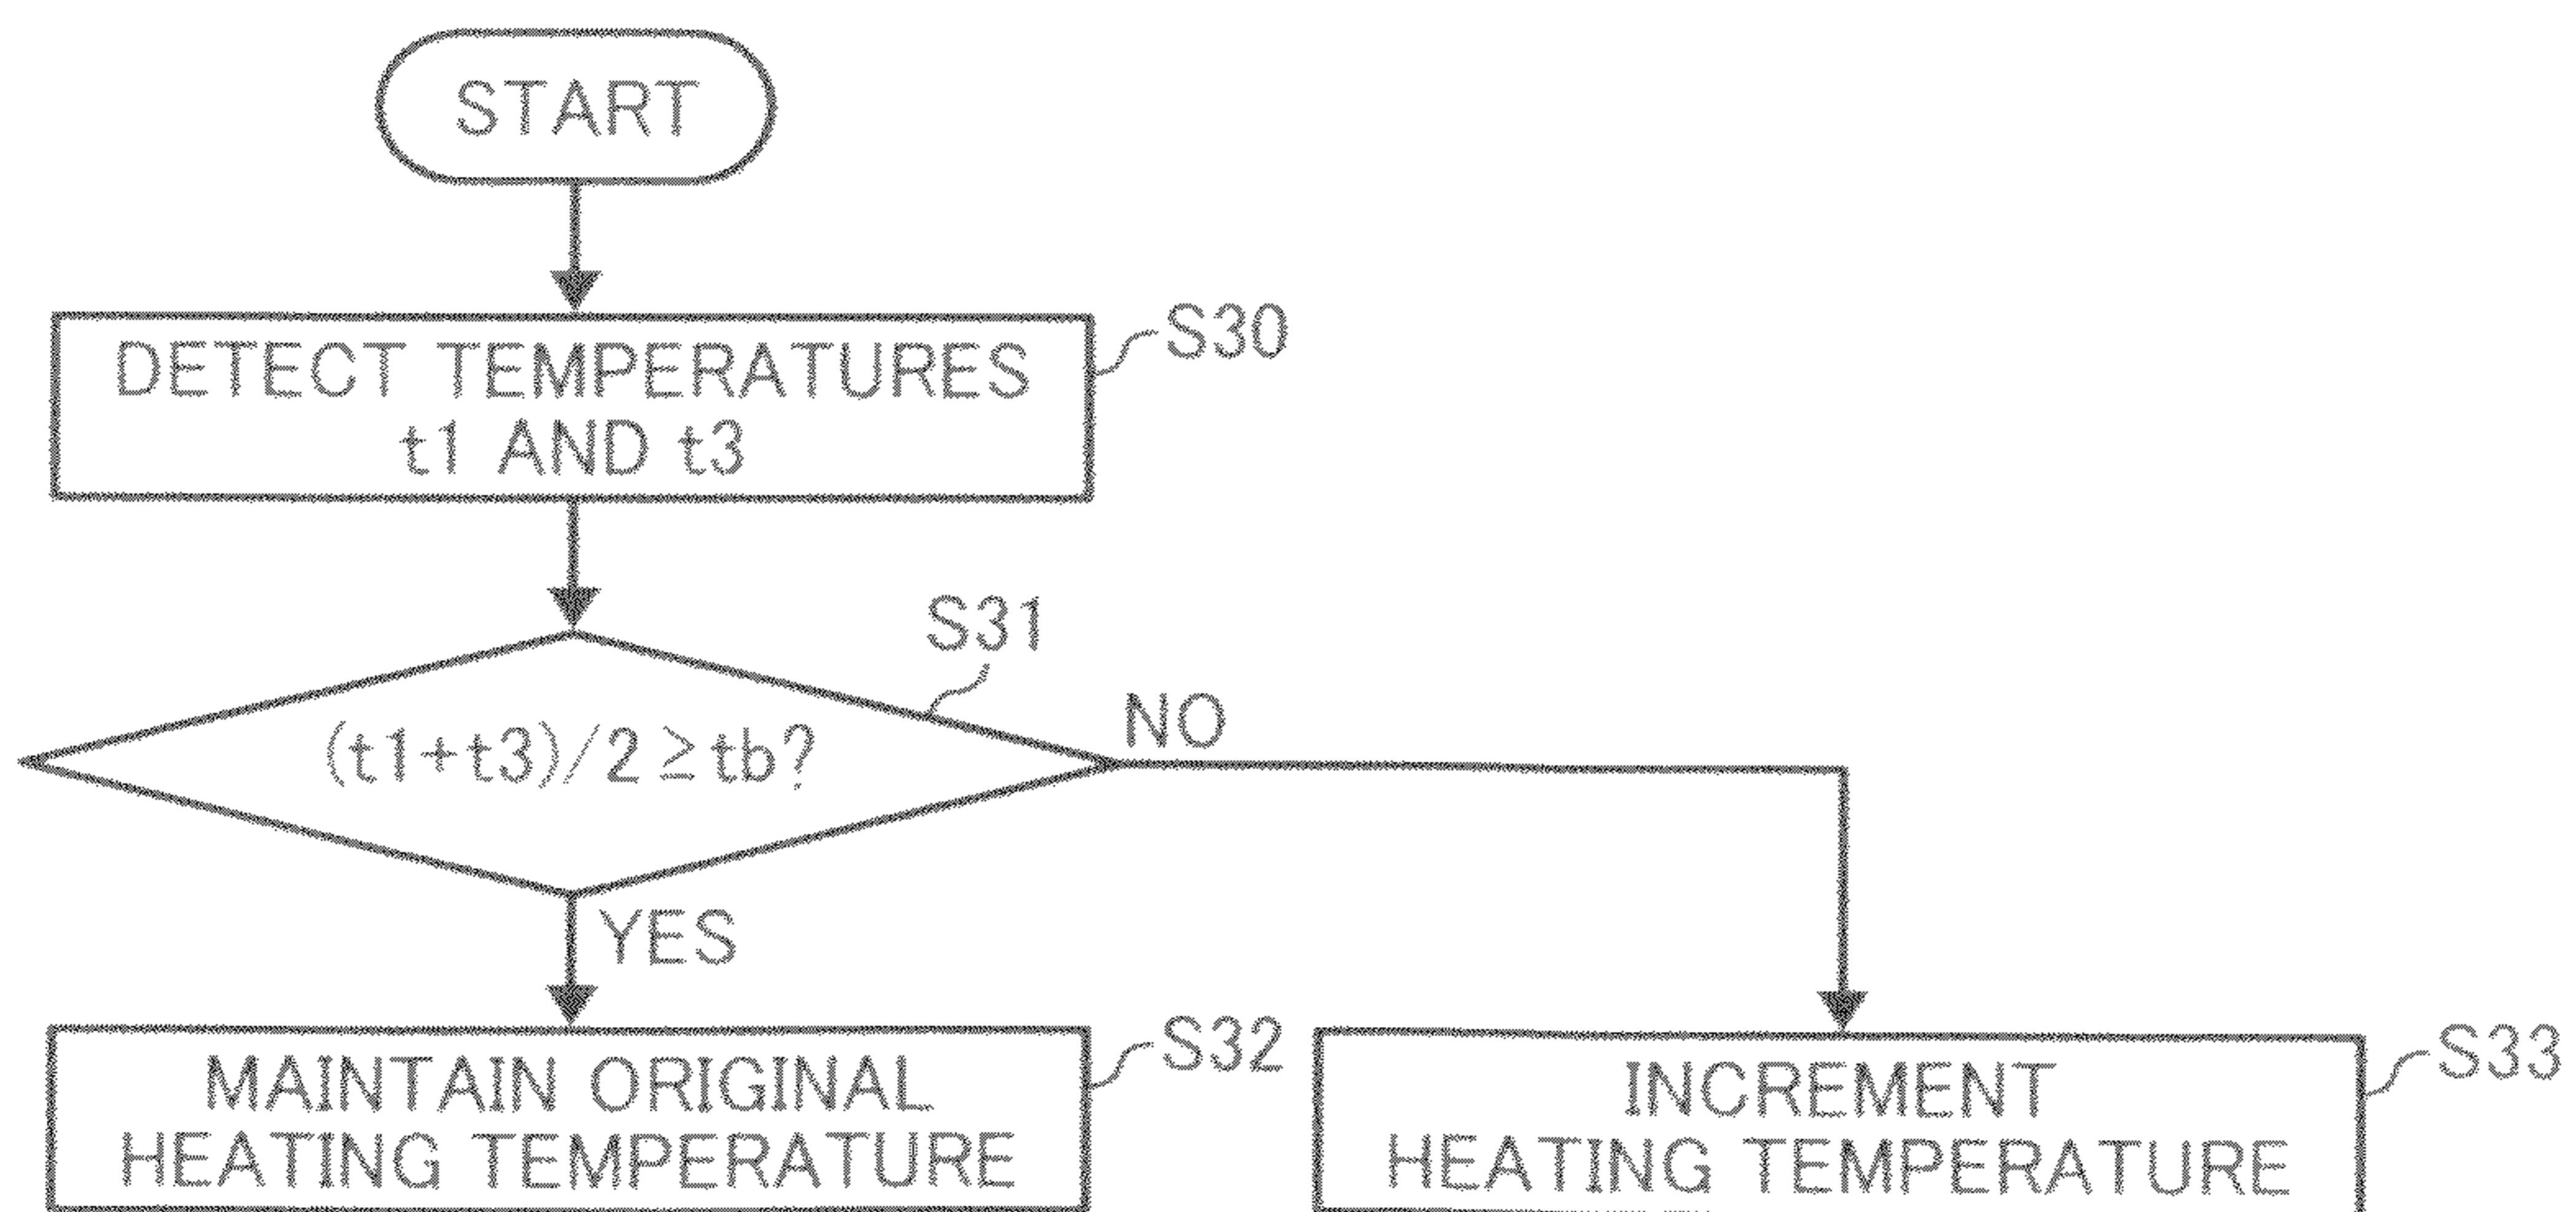 START
DETECT TEMPERATURES
t1 AND t3
S30
S31
(t1+t3)/2≥tb?
NO
YES
MAINTAIN ORIGINAL
HEATING TEMPERATURE
S32
INCREMENT
HEATING TEMPERATURE
S33